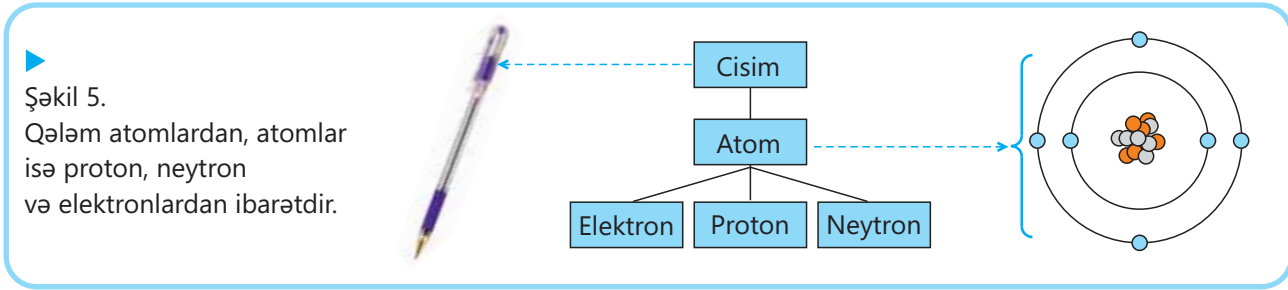 Şəkil 5.
Qələm atomlardan, atomlar
isə proton, neytron
və elektronlardan ibarətdir.
Cisim
Atom
Elektron Proton Neytron